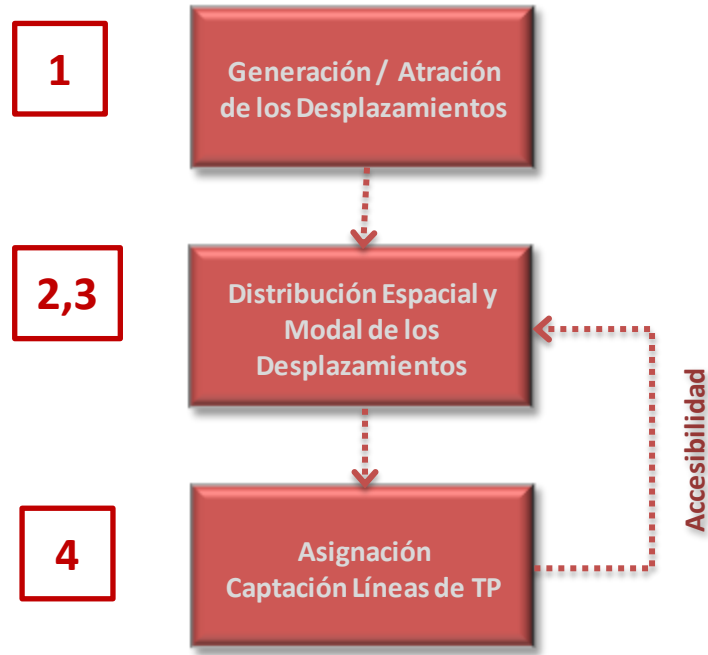 1
Generación / Atración
de los Desplazamientos
2,3
Distribución Espacial y
Modal de los
Desplazamientos
Accesibilidad
4
Asignación
Captación Líneas de TP